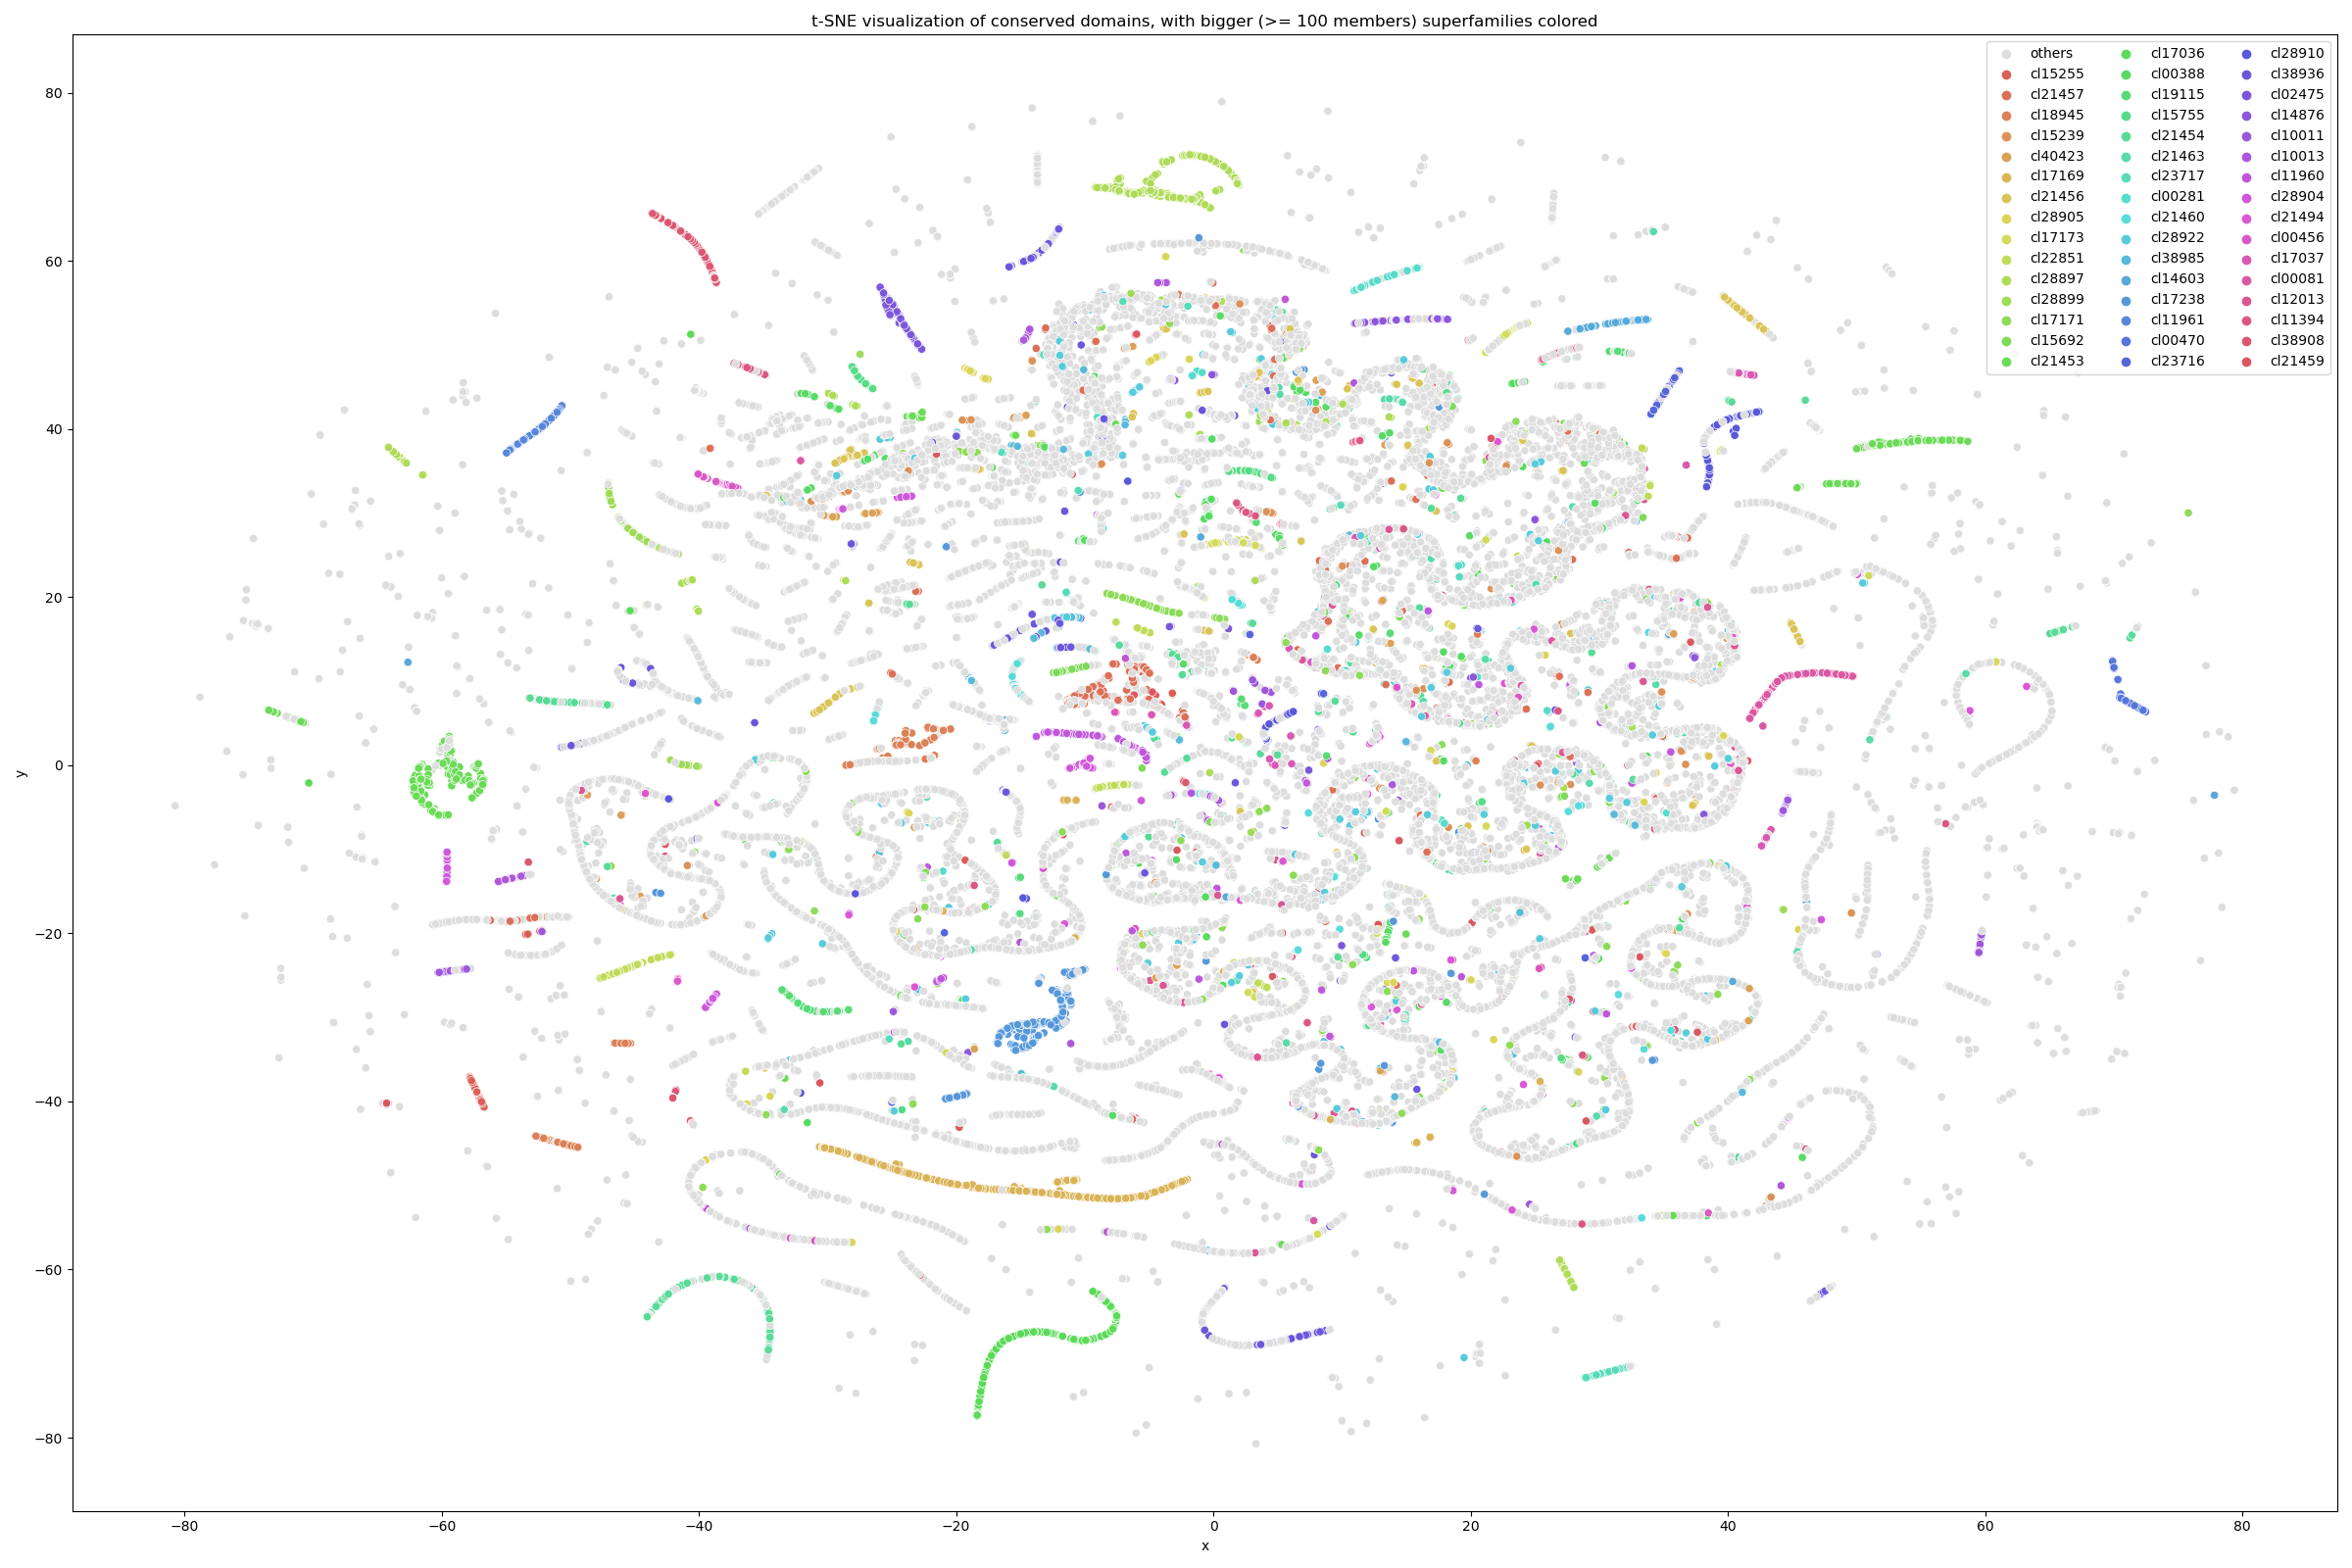 t-SNE visualization of conserved domains, with bigger (>= 100 members) superfamilies colored
others
cl15255
cl21457
cl18945
cl15239
cl40423
cl17169
cl21456
cl28905
cl17173
cl22851
cl28897
cl28899
cl17171
cl15692
cl21453
cl17036
cl00388
cl19115
cl15755
cl21454
cl21463
cl23717
cl00281
cl21460
cl28922
cl38985
cl14603
cl17238
cl11961
cl00470
cl23716
cl28910
cl38936
cl02475
cl14876
cl10011
cl10013
cl11960
cl28904
cl21494
cl00456
cl17037
cl00081
cl12013
cl11394
cl38908
cl21459
80
60
40
20
0
−20
−40
−60
−80
y
−80
−60
−40
−20
0
20
40
60
80
x